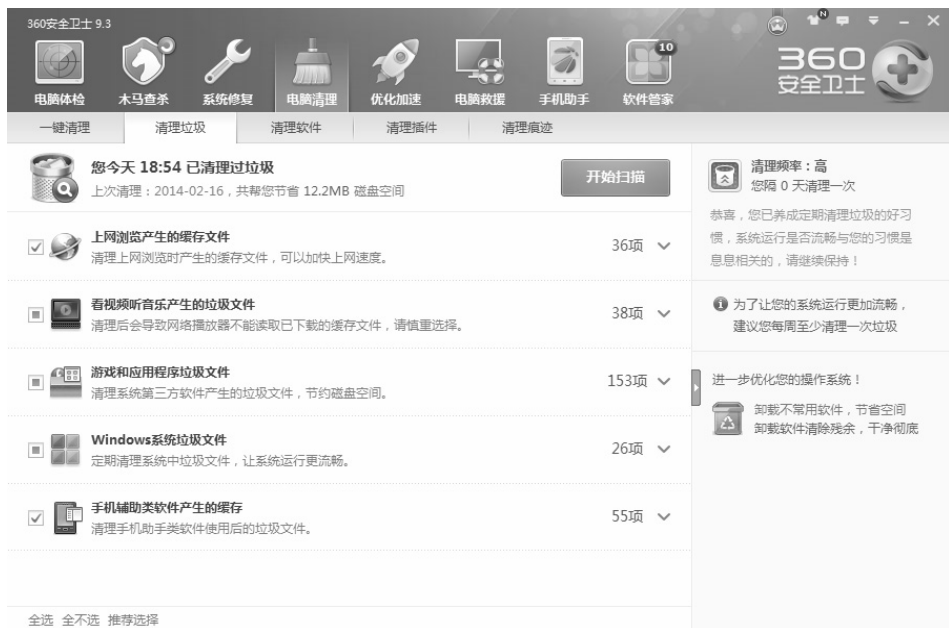 360安全卫士 9.3
N
10
360
安全卫士
电脑体检 木马查杀 系统修复 电脑清理 优化加速 电脑救援 手机助手 软件管家
一键清理 清理垃圾 清理软件 清理插件 清理痕迹
您今天 18:54 已清理过垃圾
上次清理：2014-02-16，共帮您节省 12.2MB 磁盘空间
开始扫描
上网浏览产生的缓存文件
清理上网浏览时产生的缓存文件，可以加快上网速度。
36项
看视频听音乐产生的垃圾文件
清理后会导致网络播放器不能读取已下载的缓存文件，请慎重选择。
38项
游戏和应用程序垃圾文件
清理系统第三方软件产生的垃圾文件，节约磁盘空间。
153项
Windows系统垃圾文件
定期清理系统中垃圾文件，让系统运行更流畅。
26项
手机辅助类软件产生的缓存
清理手机助手类软件使用后的垃圾文件。
55项
全选 全不选 推荐选择
清理频率：高
您隔 0 天清理一次
恭喜，您已养成定期清理垃圾的好习
惯，系统运行是否流畅与您的习惯是
息息相关的，请继续保持！
为了让您的系统运行更加流畅，
建议您每周至少清理一次垃圾
进一步优化您的操作系统！
卸载不常用软件，节省空间
卸载软件清除残余，干净彻底